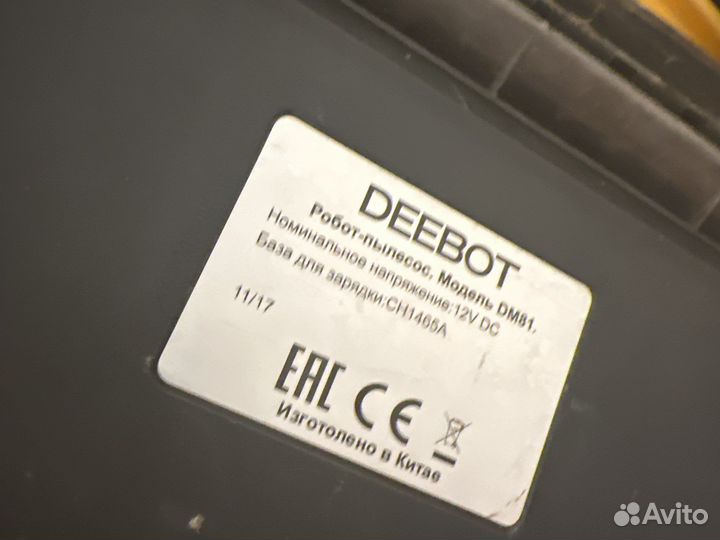 DEEBOT
Робот-пылесос. Модель DM81,
Номинальное напряжение:12V DC
База для зарядки:CH1465A
11/17
EAC CE
Изготолено в Китае
Avito